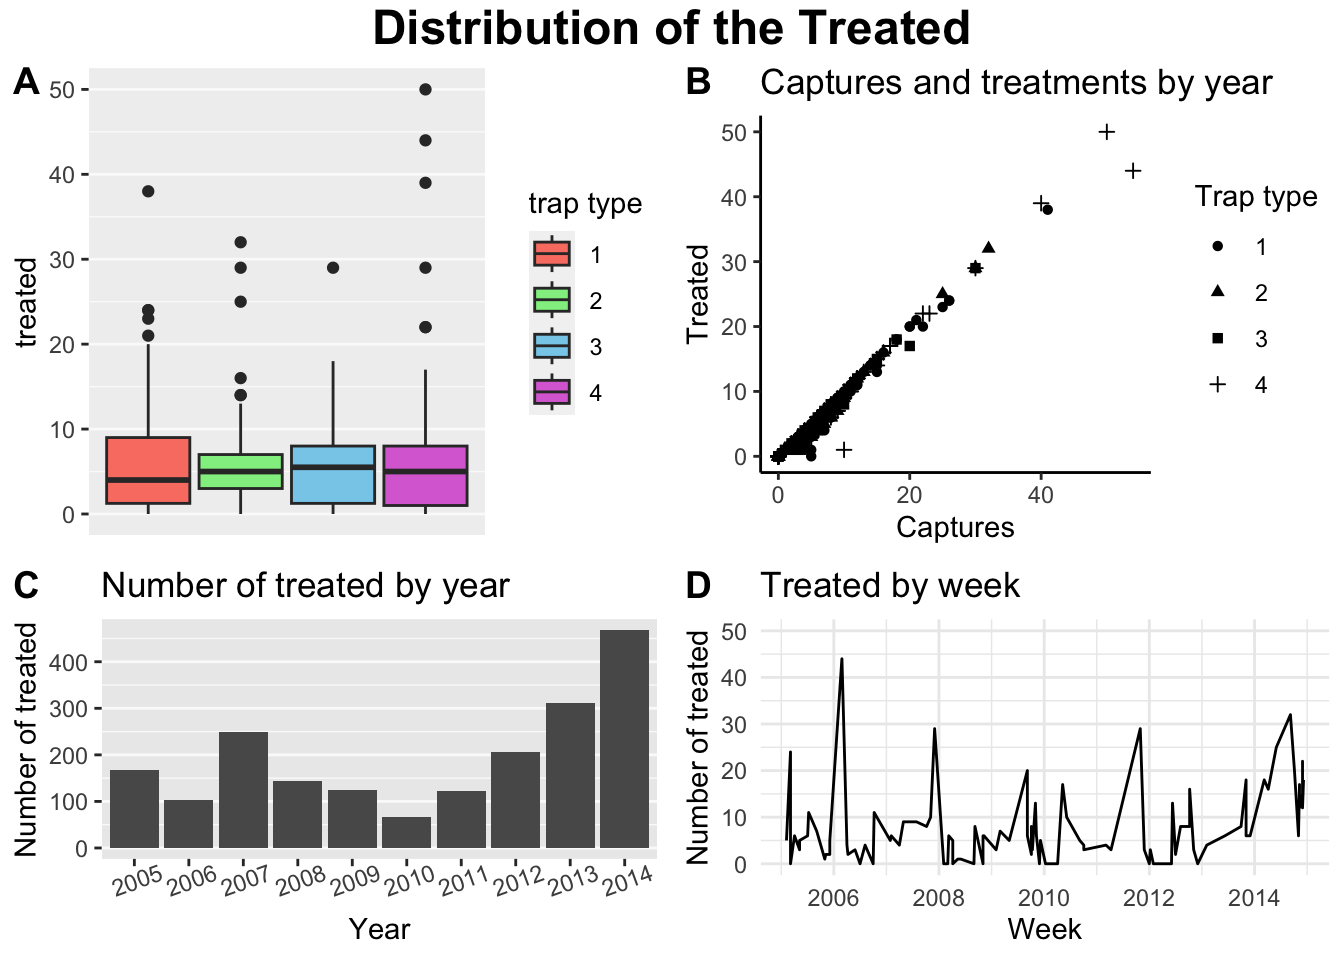 Distribution of the Treated
A
50
40
30
20
10
0
treated
trap type
1
2
3
4
B
Captures and treatments by year
50
40
30
20
10
0
Treated
0 20 40
Captures
Trap type
1
2
3
4
C
Number of treated by year
400
300
200
100
0
Number of treated
2005 2006 2007 2008 2009 2010 2011 2012 2013 2014
Year
D
Treated by week
50
40
30
20
10
0
Number of treated
2006 2008 2010 2012 2014
Week